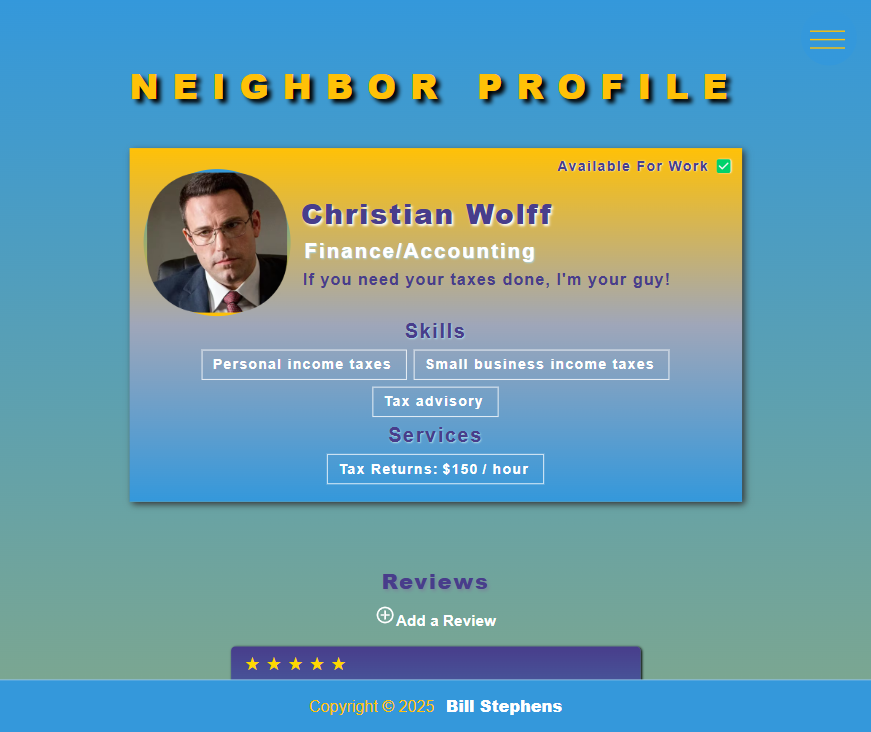 NEIGHBOR PROFILE
Available For Work
Christian Wolff
Finance/Accounting
If you need your taxes done, I'm your guy!
Skills
Personal income taxes Small business income taxes
Tax advisory
Services
Tax Returns: $150 / hour
Reviews
Add a Review
Copyright © 2025 Bill Stephens